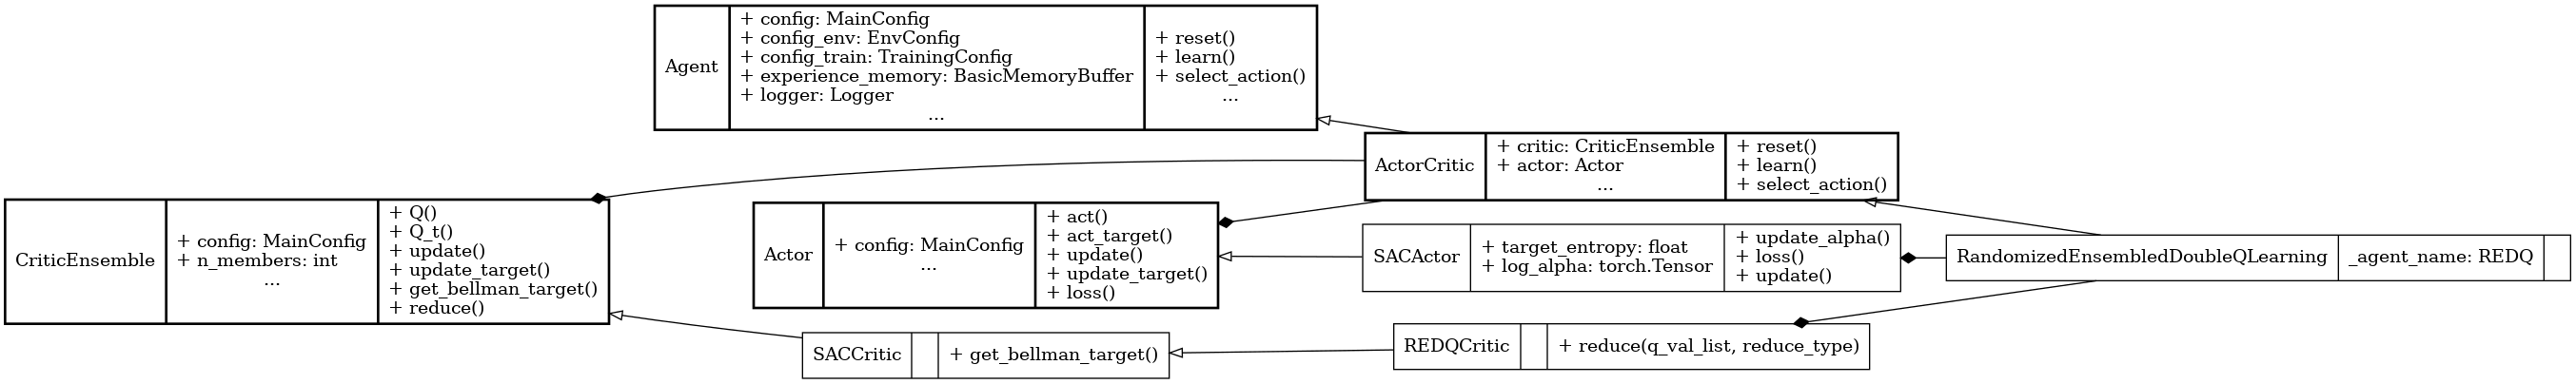 Agent
+ config: MainConfig
+ config_env: EnvConfig
+ config_train: TrainingConfig
+ experience_memory: BasicMemoryBuffer
+ logger: Logger
...
+ reset()
+ learn()
+ select_action()
...
ActorCritic
+ critic: CriticEnsemble
+ actor: Actor
...
+ reset()
+ learn()
+ select_action()
CriticEnsemble
+ config: MainConfig
+ n_members: int
...
+ Q()
+ Q_t()
+ update()
+ update_target()
+ get_bellman_target()
+ reduce()
Actor
+ config: MainConfig
...
+ act()
+ act_target()
+ update()
+ update_target()
+ loss()
SACActor
+ target_entropy: float
+ log_alpha: torch.Tensor
+ update_alpha()
+ loss()
+ update()
RandomizedEnsembledDoubleQLearning
_agent_name: REDQ
SACCritic
+ get_bellman_target()
REDQCritic
+ reduce(q_val_list, reduce_type)